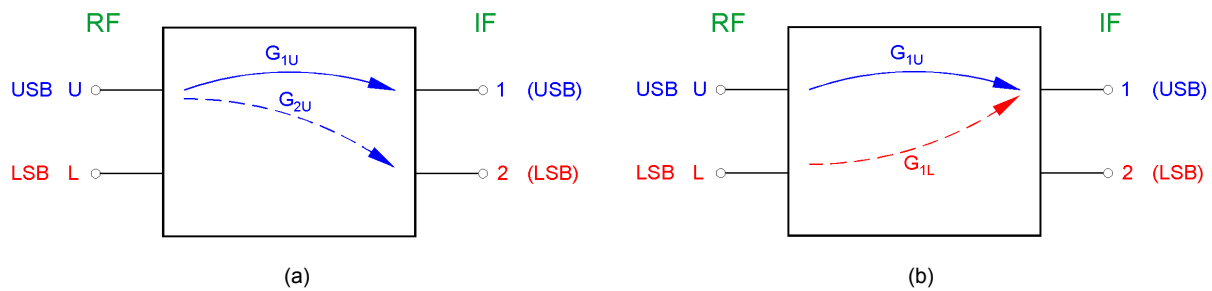 RF IF
G1U
USB U 1 (USB)
G2U
LSB L 2 (LSB)
(a)
RF IF
G1U
USB U 1 (USB)
LSB L G1L 2 (LSB)
(b)